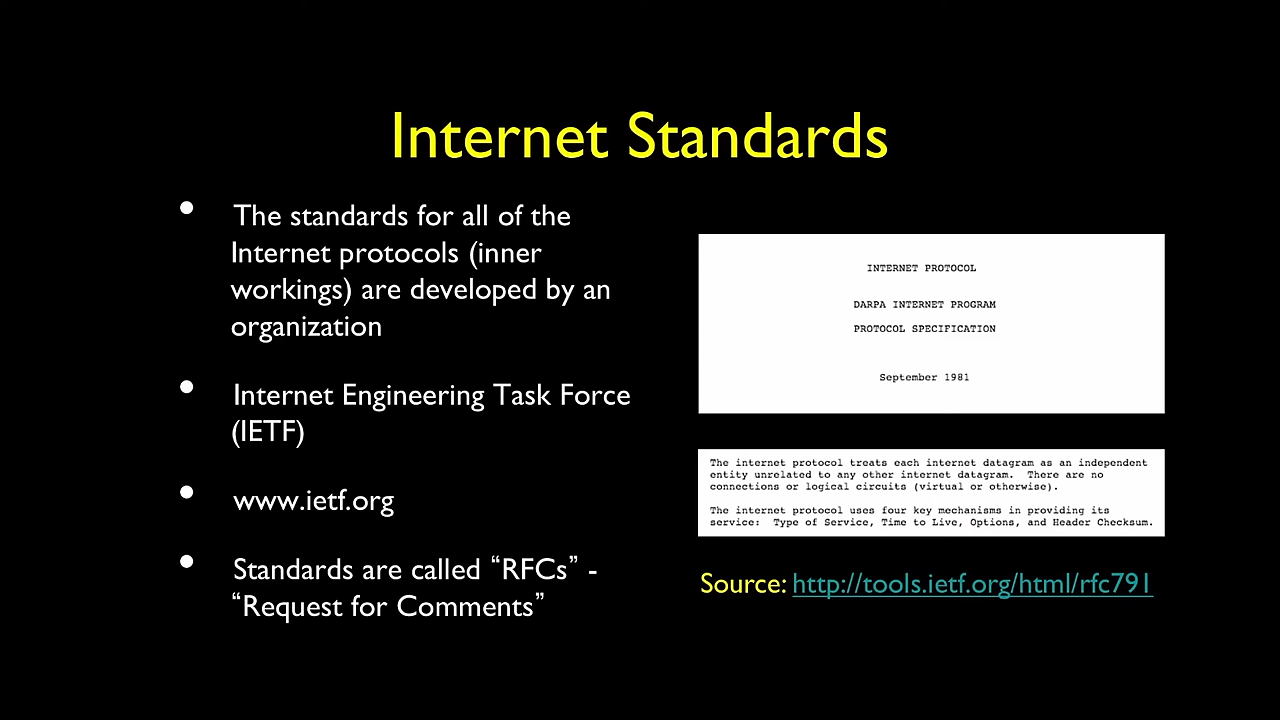 Internet Standards
• The standards for all of the
Internet protocols (inner
workings) are developed by an
organization
• Internet Engineering Task Force
(IETF)
• www.ietf.org
• Standards are called “RFCs” -
“Request for Comments”
INTERNET PROTOCOL
DARPA INTERNET PROGRAM
PROTOCOL SPECIFICATION
September 1981
The internet protocol treats each internet datagram as an independent
entity unrelated to any other internet datagram.  There are no
connections or logical circuits (virtual or otherwise).
The internet protocol uses four key mechanisms in providing its
service:  Type of Service, Time to Live, Options, and Header Checksum.
Source: http://tools.ietf.org/html/rfc791